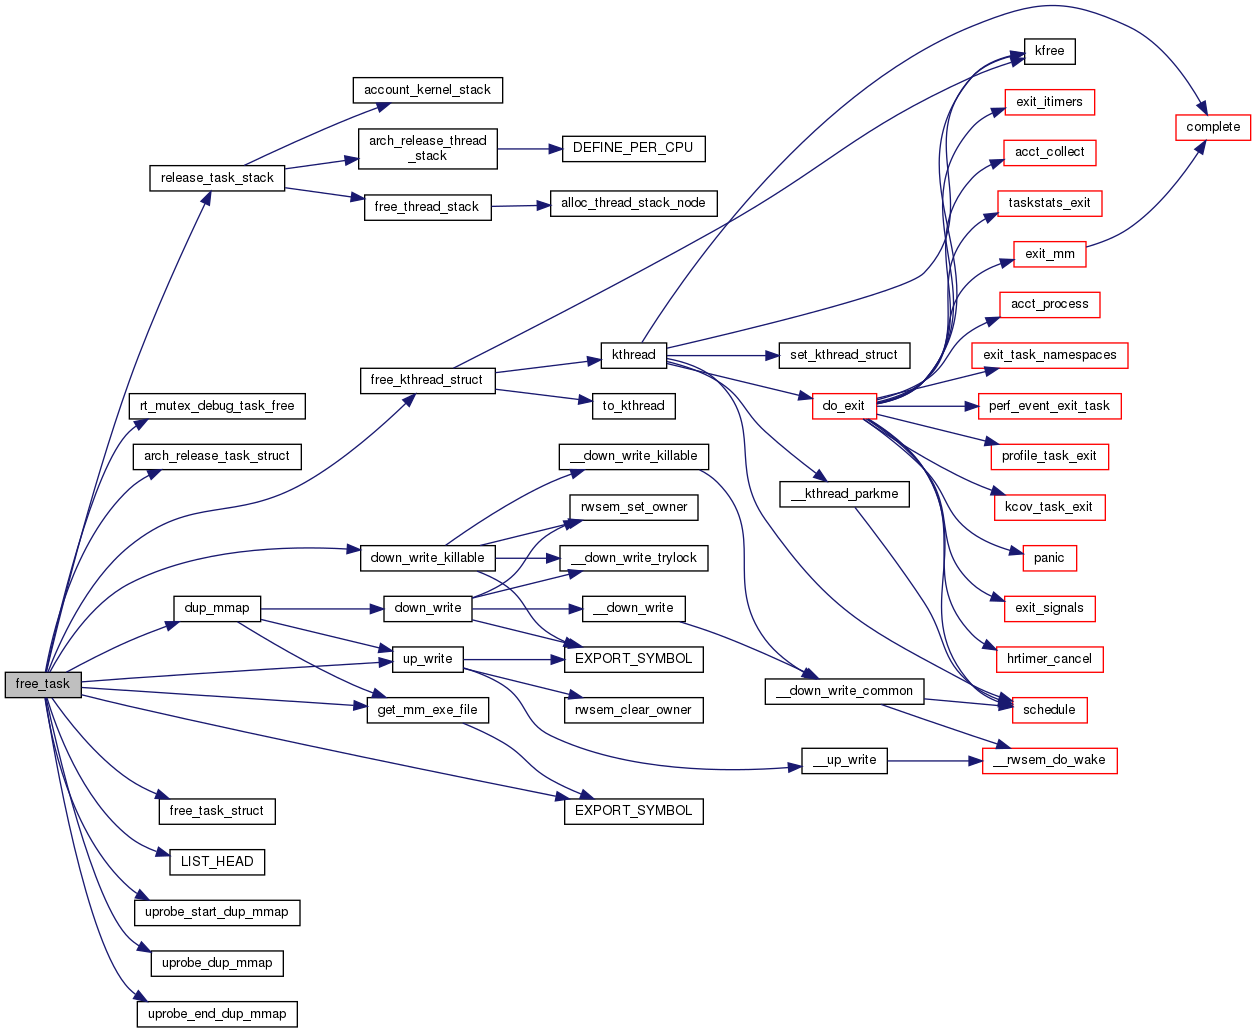 kfree
account_kernel_stack
exit_itimers
complete
arch_release_thread
_stack
DEFINE_PER_CPU
acct_collect
release_task_stack
free_thread_stack
alloc_thread_stack_node
taskstats_exit
exit_mm
acct_process
kthread
set_kthread_struct
exit_task_namespaces
free_kthread_struct
rt_mutex_debug_task_free
to_kthread
do_exit
perf_event_exit_task
arch_release_task_struct
__down_write_killable
profile_task_exit
__kthread_parkme
rwsem_set_owner
kcov_task_exit
down_write_killable
__down_write_trylock
panic
dup_mmap
down_write
__down_write
exit_signals
up_write
EXPORT_SYMBOL
hrtimer_cancel
free_task
__down_write_common
get_mm_exe_file
rwsem_clear_owner
schedule
__up_write
__rwsem_do_wake
free_task_struct
EXPORT_SYMBOL
LIST_HEAD
uprobe_start_dup_mmap
uprobe_dup_mmap
uprobe_end_dup_mmap